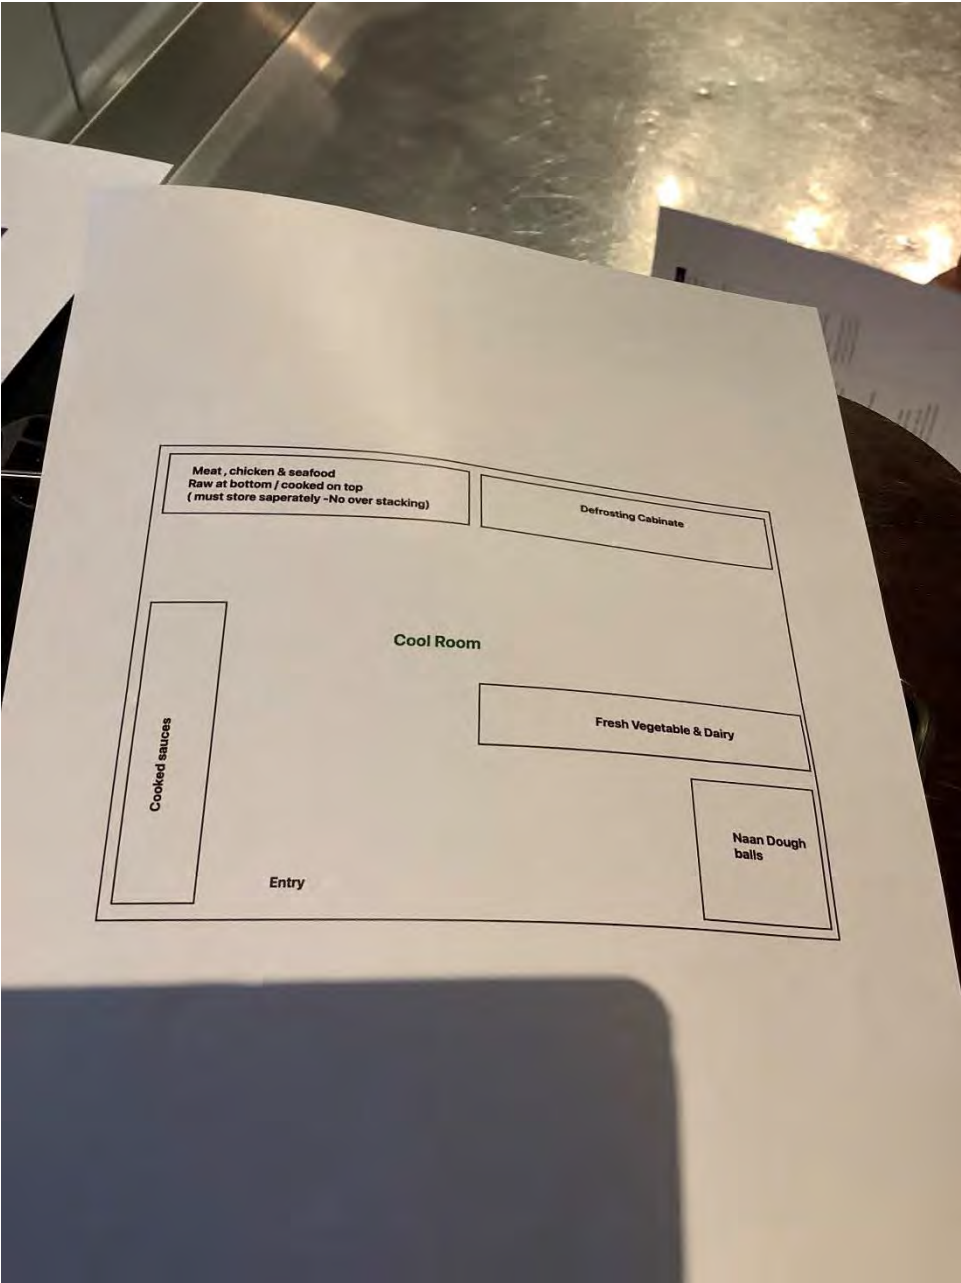 Meat , chicken & seafood
Raw at bottom / cooked on top
( must store saperately -No over stacking)
Defrosting Cabinate
Cool Room
Fresh Vegetable & Dairy
Cooked sauces
Naan Dough
balls
Entry